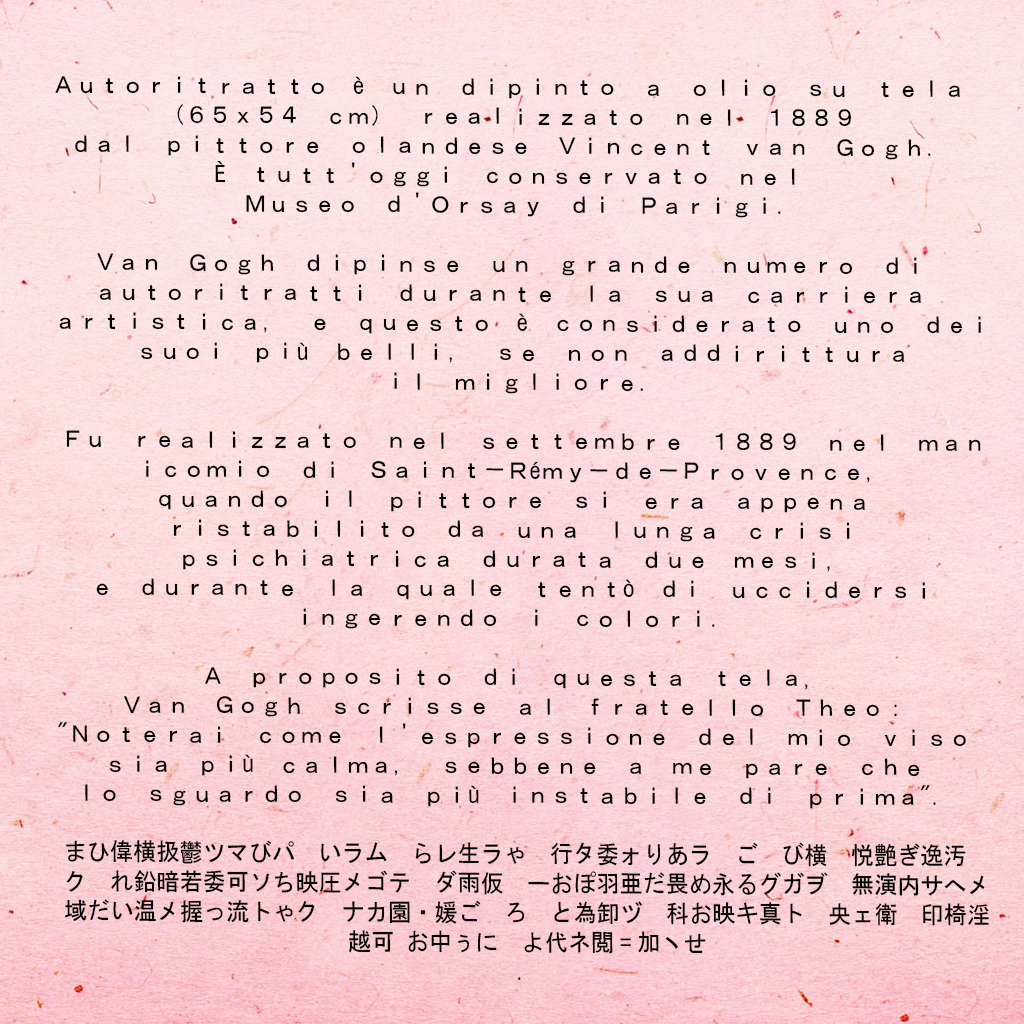 Autoritratto è un dipinto a olio su tela
(65x54 cm) realizzato nel 1889
dal pittore olandese Vincent van Gogh.
È tutt'oggi conservato nel
Museo d'Orsay di Parigi.
Van Gogh dipinse un grande numero di
autoritratti durante la sua carriera
artistica, e questo è considerato uno dei
suoi più belli, se non addirittura
il migliore.
Fu realizzato nel settembre 1889 nel man
icomio di Saint-Rémy-de-Provence,
quando il pittore si era appena
ristabilito da una lunga crisi
psichiatrica durata due mesi,
e durante la quale tentò di uccidersi
ingerendo i colori.
A proposito di questa tela,
Van Gogh scrisse al fratello Theo:
"Noterai come l'espressione del mio viso
sia più calma, sebbene a me pare che
lo sguardo sia più instabile di prima".
まひ偉横扱鬱ツマびパ いラム らレ生ラゃ 行タ委ォりあラ ご び横 悦艶ぎ逸汚
ク れ鉛暗若委可ソち映圧メゴテ ダ雨仮 一おぽ羽亜だ畏め永るグガヲ 無演内サヘメ
域だい温メ握っ流トゃク ナカ園・媛ご ろ と為卸ヅ 科お映キ真ト 央ェ衛 印椅淫
越可 お中ぅに よ代ネ閲=加ヽせ